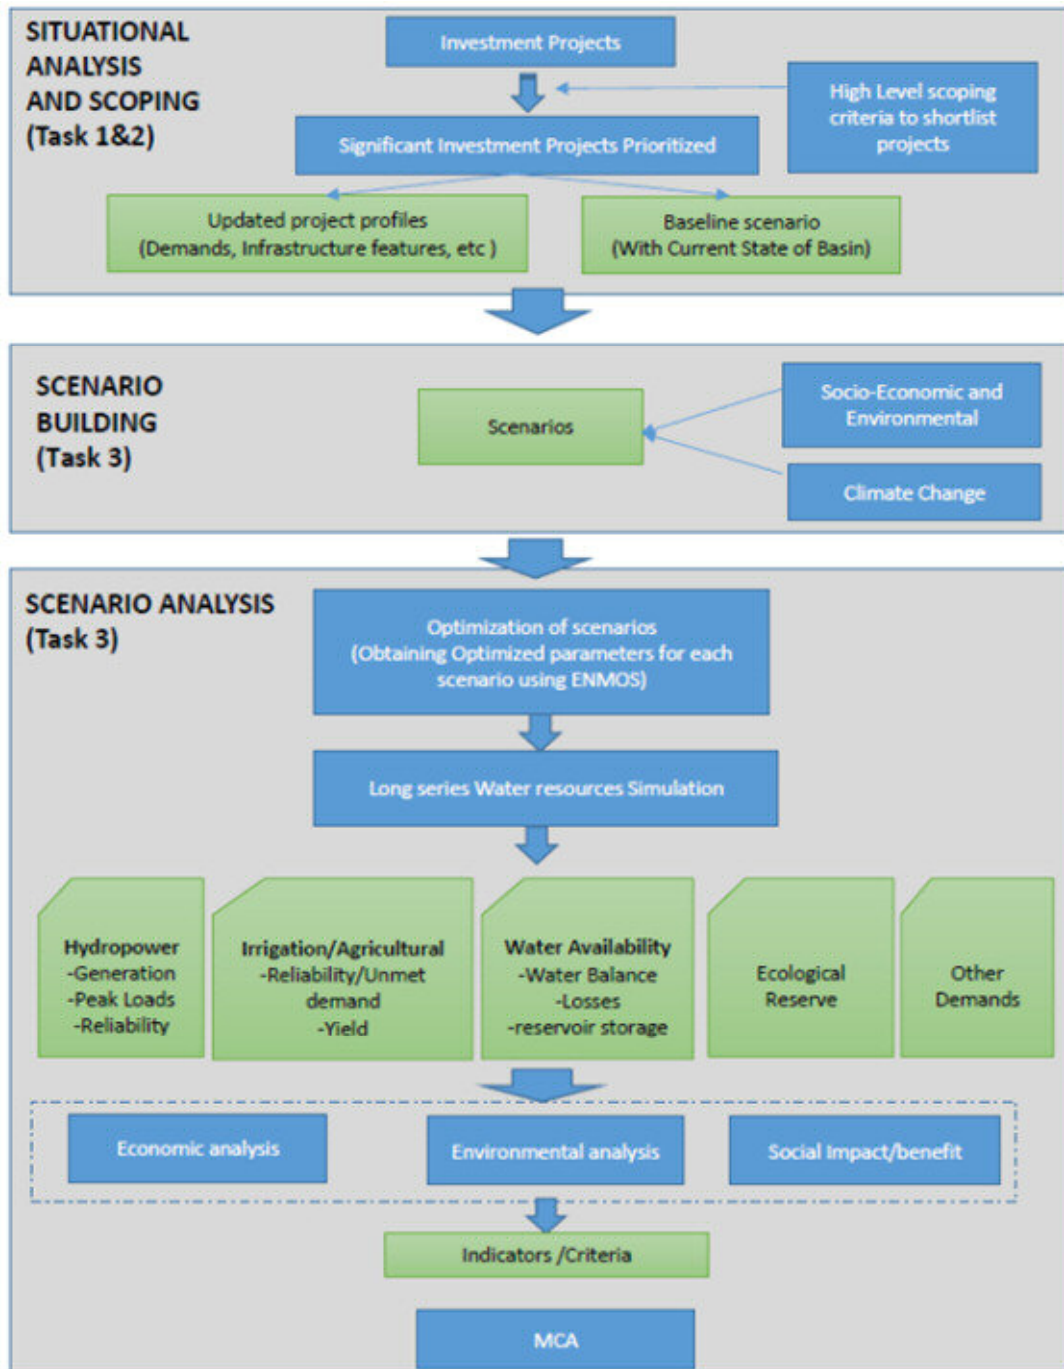 SITUATIONAL
ANALYSIS
AND SCOPING
(Task 1&2)
Investment Projects
High Level scoping
criteria to shortlist
projects
Significant Investment Projects Prioritized
Updated project profiles
(Demands, Infrastructure features, etc )
Baseline scenario
(With Current State of Basin)
SCENARIO
BUILDING
(Task 3)
Scenarios
Socio-Economic and
Environmental
Climate Change
SCENARIO ANALYSIS
(Task 3)
Optimization of scenarios
(Obtaining Optimized parameters for each
scenario using ENMOS)
Long series Water resources Simulation
Hydropower
-Generation
-Peak Loads
-Reliability
Irrigation/Agricultural
-Reliability/Unmet
demand
-Yield
Water Availability
-Water Balance
-Losses
-reservoir storage
Ecological
Reserve
Other
Demands
Economic analysis
Environmental analysis
Social Impact/benefit
Indicators /Criteria
MCA